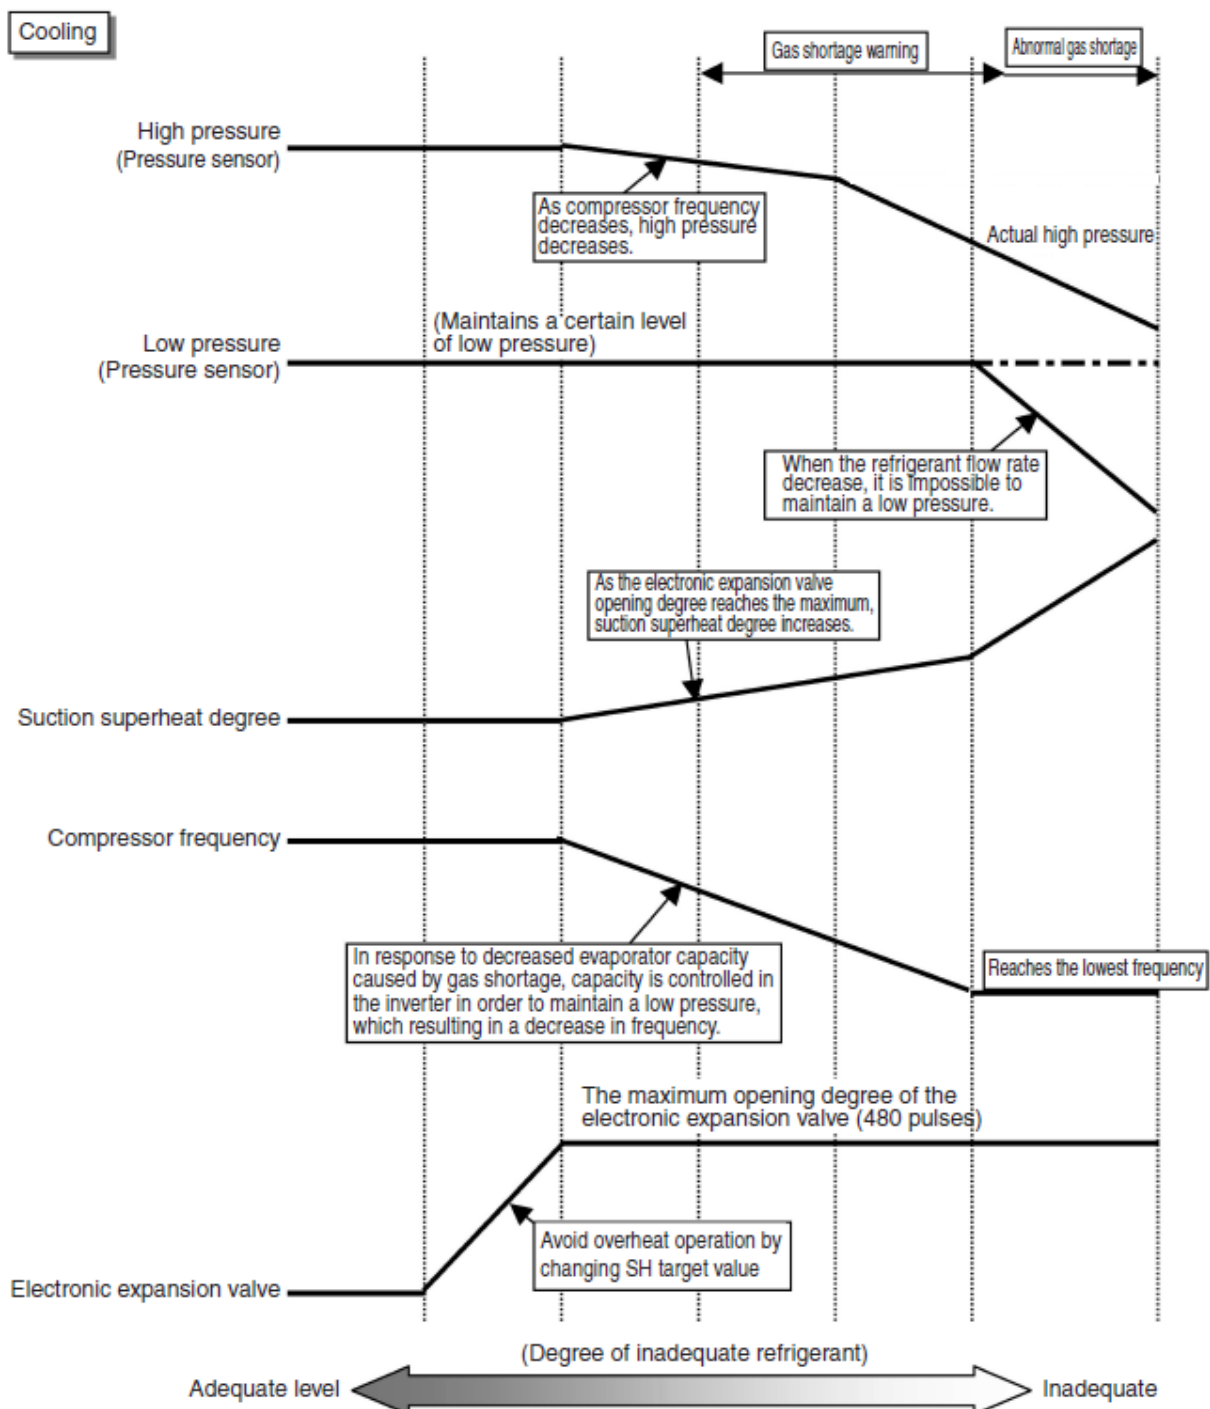 Cooling
Gas shortage warning
Abnormal gas shortage
High pressure
(Pressure sensor)
As compressor frequency
decreases, high pressure
decreases.
Actual high pressure
(Maintains a certain level
of low pressure)
Low pressure
(Pressure sensor)
When the refrigerant flow rate
decrease, it is impossible to
maintain a low pressure.
As the electronic expansion valve
opening degree reaches the maximum,
suction superheat degree increases.
Suction superheat degree
Compressor frequency
In response to decreased evaporator capacity
caused by gas shortage, capacity is controlled in
the inverter in order to maintain a low pressure,
which resulting in a decrease in frequency.
Reaches the lowest frequency
The maximum opening degree of the
electronic expansion valve (480 pulses)
Avoid overheat operation by
changing SH target value
Electronic expansion valve
(Degree of inadequate refrigerant)
Adequate level
Inadequate